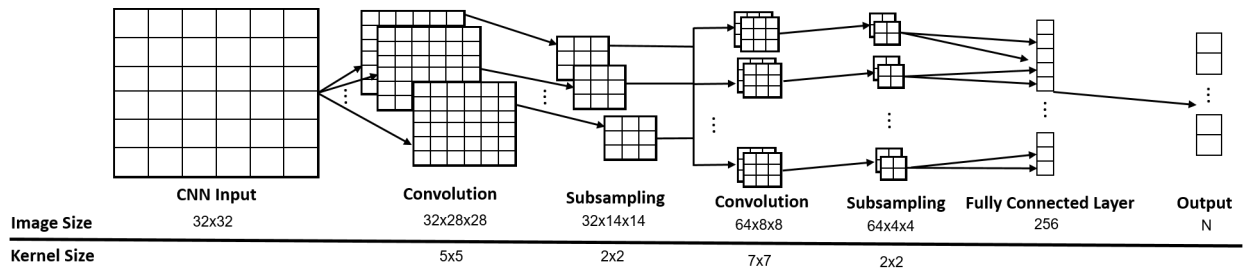 CNN Input Convolution Subsampling Convolution Subsampling Fully Connected Layer Output
Image Size 32x32 32x28x28 32x14x14 64x8x8 64x4x4 256 N
Kernel Size 5x5 2x2 7x7 2x2